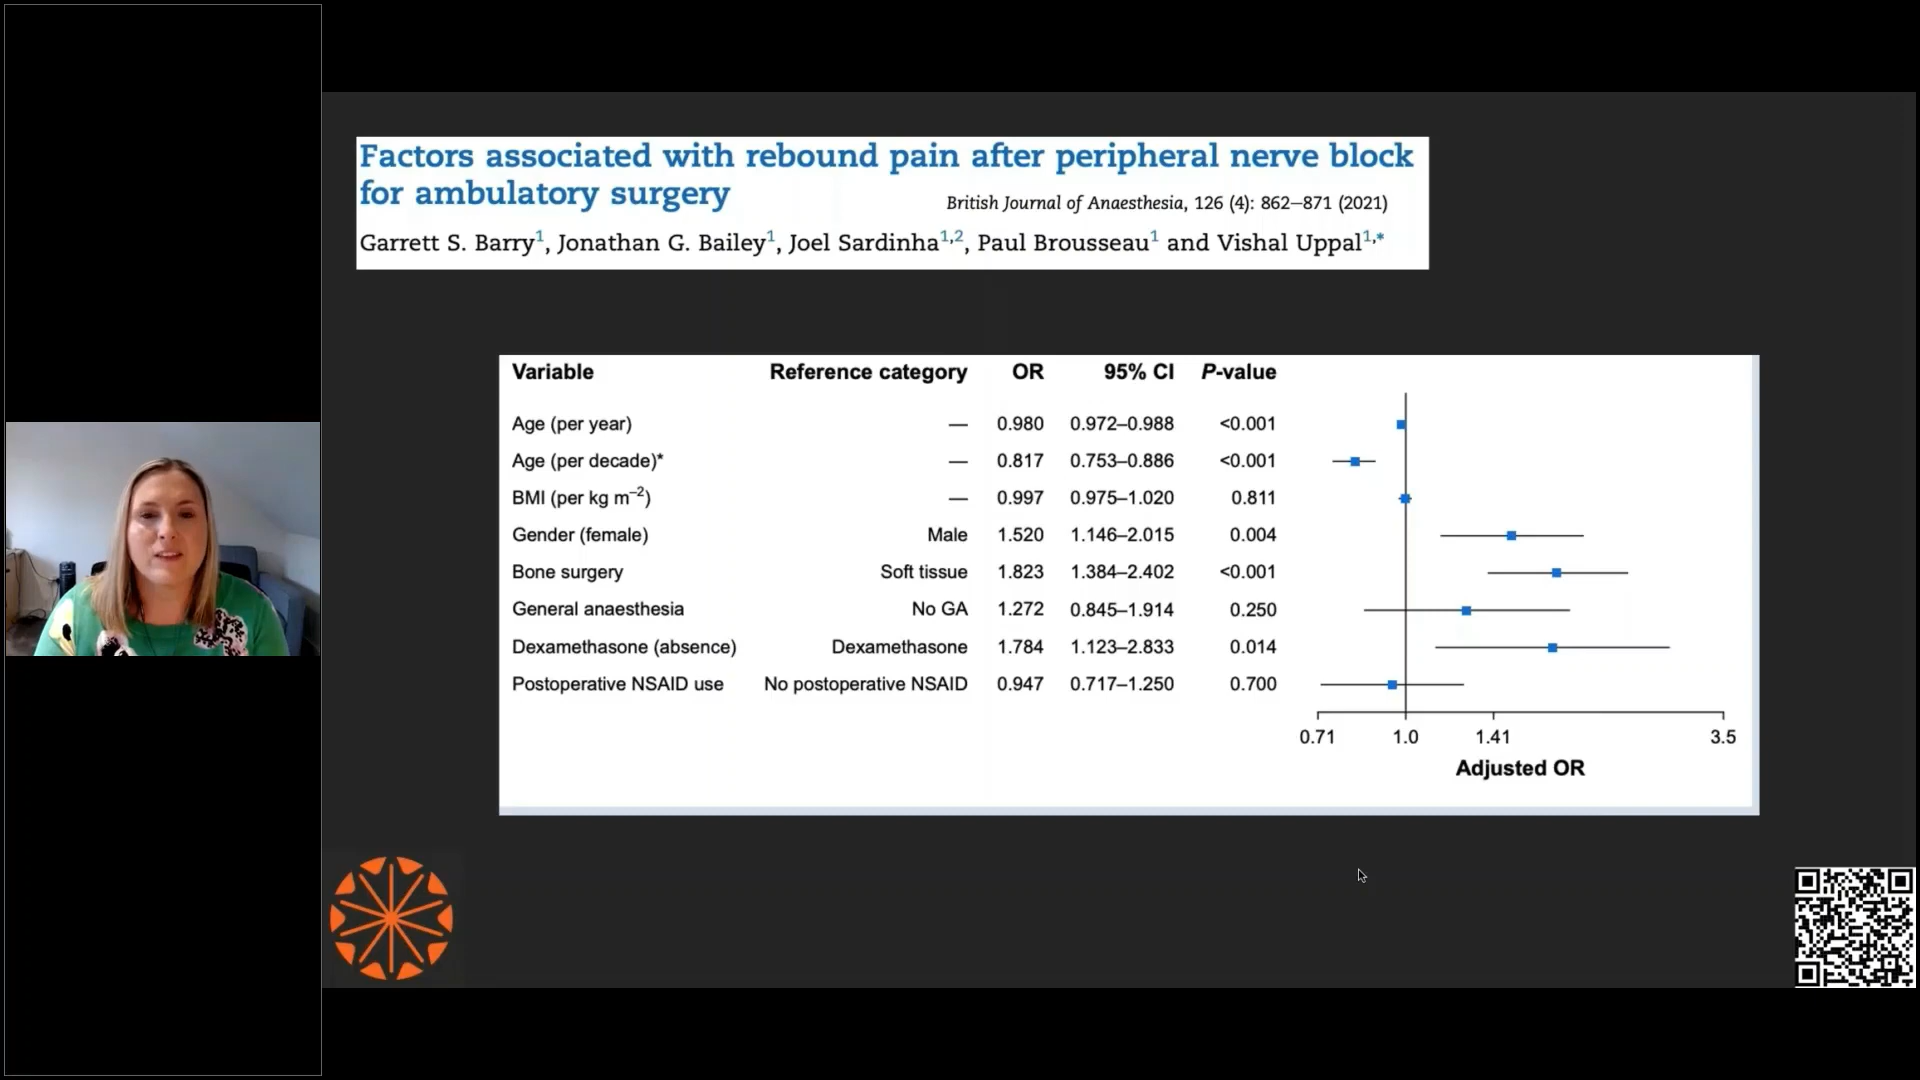 Factors associated with rebound pain after peripheral nerve block
for ambulatory surgery
British Journal of Anaesthesia, 126 (4): 862–871 (2021)
Garrett S. Barry1, Jonathan G. Bailey1, Joel Sardinha1,2, Paul Brousseau1 and Vishal Uppal1,*
Variable Reference category OR 95% CI P-value
Age (per year) — 0.980 0.972–0.988 <0.001
Age (per decade)* — 0.817 0.753–0.886 <0.001
BMI (per kg m−2) — 0.997 0.975–1.020 0.811
Gender (female) Male 1.520 1.146–2.015 0.004
Bone surgery Soft tissue 1.823 1.384–2.402 <0.001
General anaesthesia No GA 1.272 0.845–1.914 0.250
Dexamethasone (absence) Dexamethasone 1.784 1.123–2.833 0.014
Postoperative NSAID use No postoperative NSAID 0.947 0.717–1.250 0.700
0.71 1.0 1.41 3.5
Adjusted OR